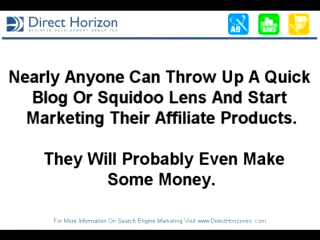 Direct Horizon
BUSINESS DEVELOPMENT GROUP INC
Nearly Anyone Can Throw Up A Quick
Blog Or Squidoo Lens And Start
Marketing Their Affiliate Products.
They Will Probably Even Make
Some Money.
For More Information On Search Engine Marketing Visit www.DirectHorizonInc.com